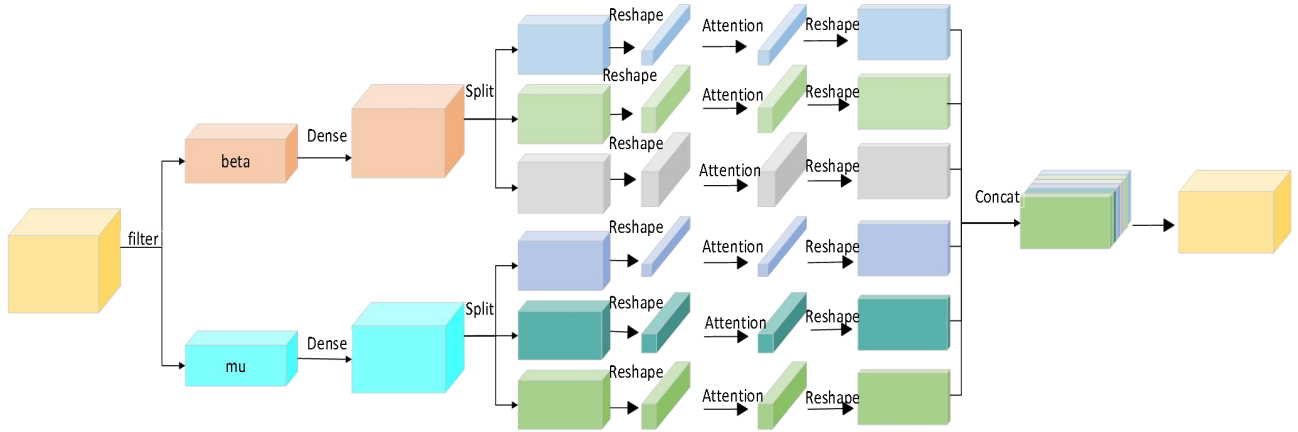 Reshape
Attention
Reshape
Split
Reshape
Attention
Reshape
Dense
beta
Reshape
Attention
Reshape
filter
Concat
Reshape
Attention
Reshape
Split
Reshape
Attention
Reshape
Dense
mu
Reshape
Attention
Reshape